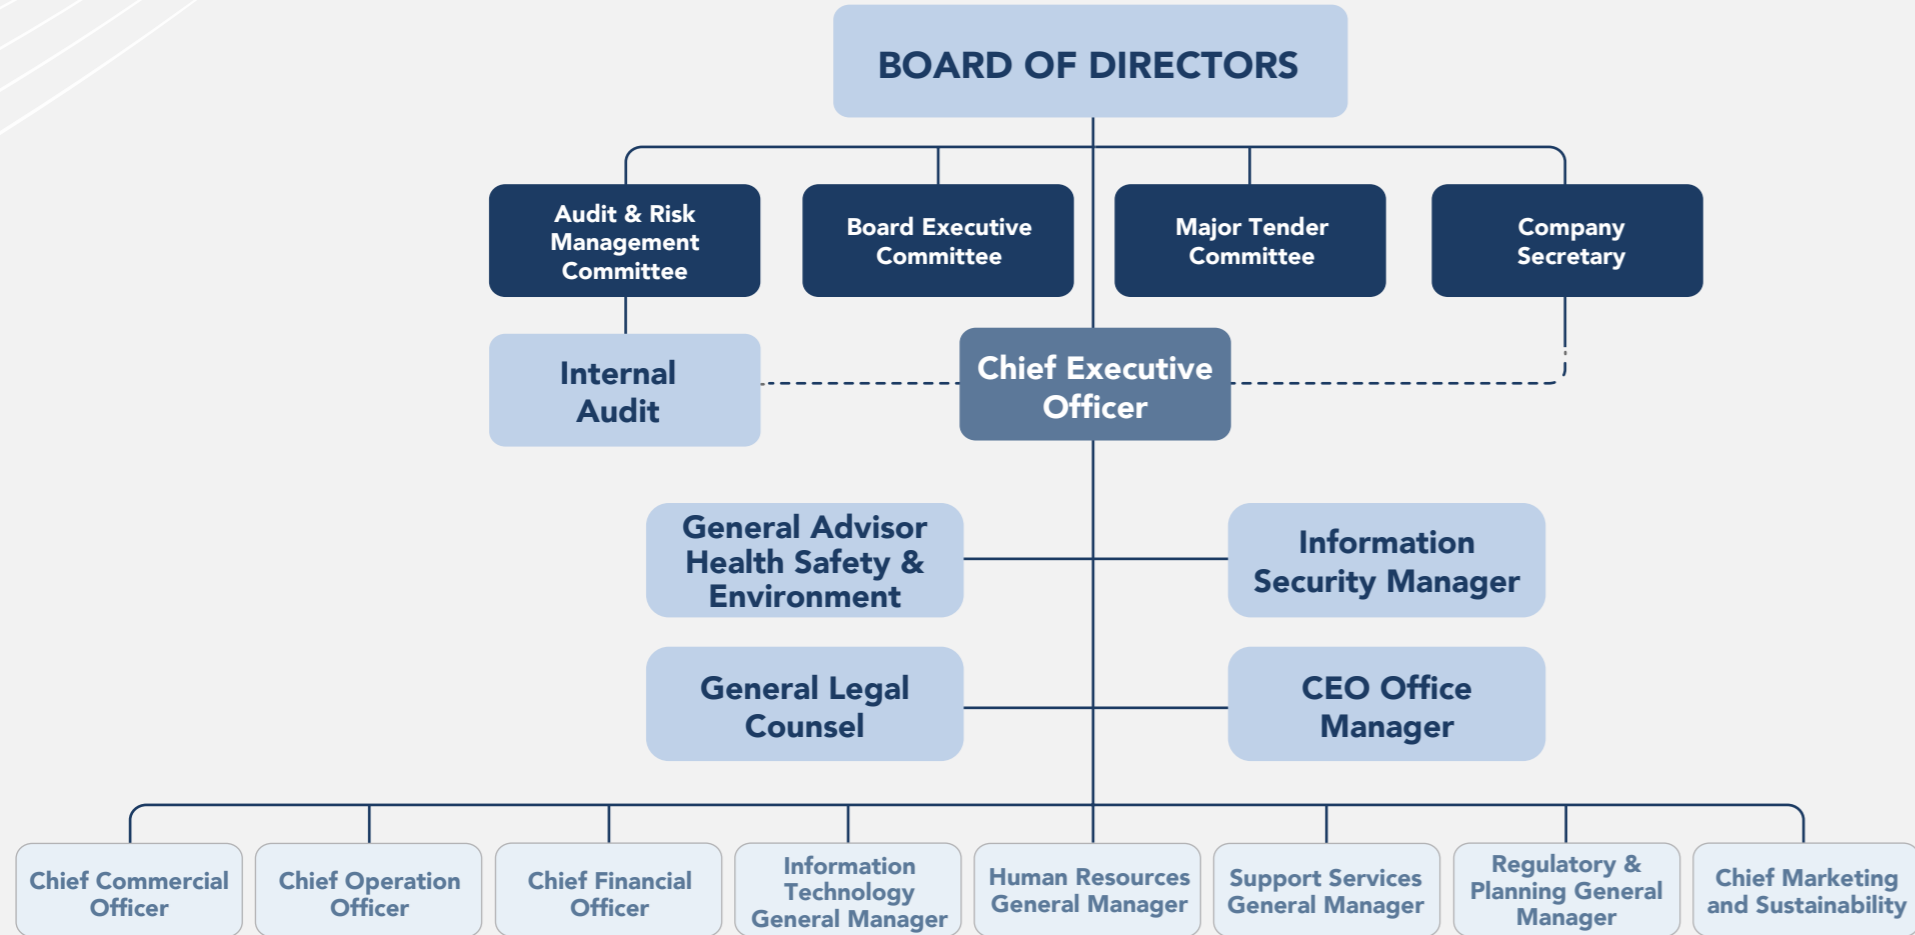 BOARD OF DIRECTORS
Audit & Risk
Management
Committee
Board Executive
Committee
Major Tender
Committee
Company
Secretary
Internal
Audit
Chief Executive
Officer
General Advisor
Health Safety &
Environment
Information
Security Manager
General Legal
Counsel
CEO Office
Manager
Chief Commercial
Officer
Chief Operation
Officer
Chief Financial
Officer
Information
Technology
General Manager
Human Resources
General Manager
Support Services
General Manager
Regulatory &
Planning General
Manager
Chief Marketing
and Sustainability